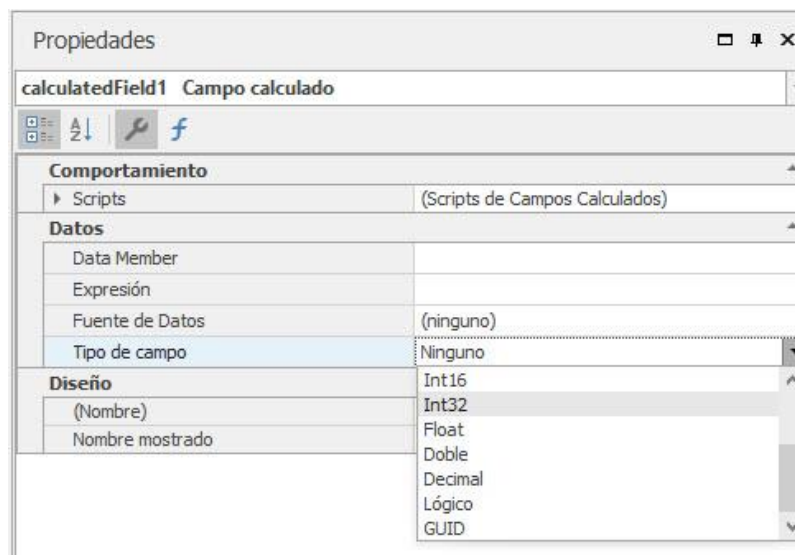 Propiedades
calculatedField1 Campo calculado
Comportamiento
Scripts (Scripts de Campos Calculados)
Datos
Data Member
Expresión
Fuente de Datos (ninguno)
Tipo de campo Ninguno
Int16
Diseño
Int32
(Nombre)
Float
Nombre mostrado
Doble
Decimal
Lógico
GUID